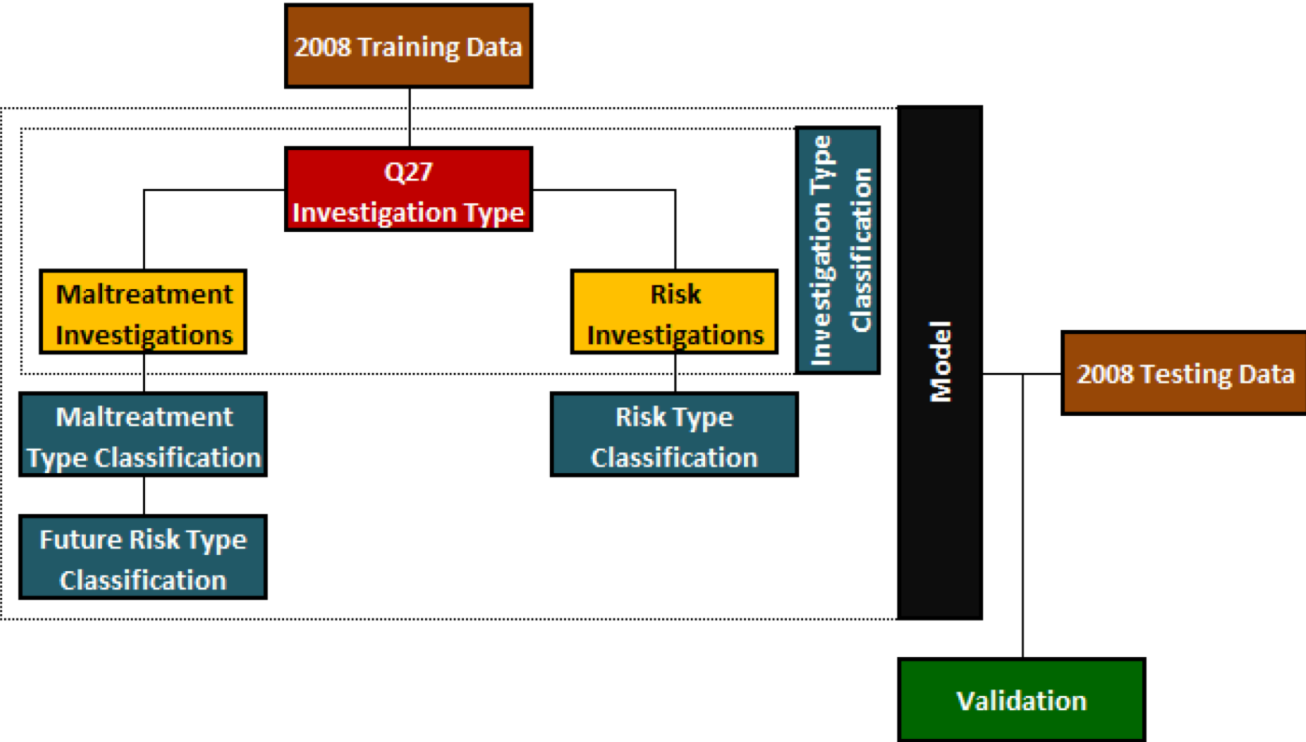 2008 Training Data
Q27
Investigation Type
Investigation Type
Classification
Maltreatment
Investigations
Risk
Investigations
Model
2008 Testing Data
Maltreatment
Type Classification
Risk Type
Classification
Future Risk Type
Classification
Validation